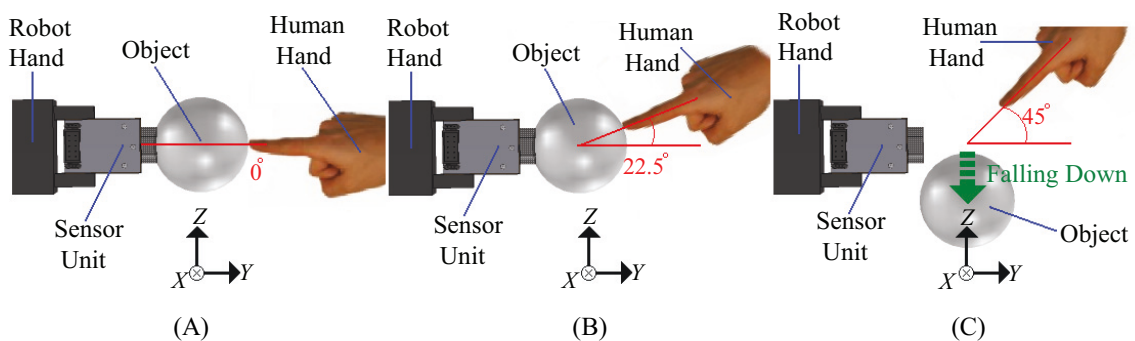 Robot
Hand
Object
Human
Hand
0°
Sensor
Unit
Z
X
Y
(A)
Robot
Hand
Object
Human
Hand
22.5°
Sensor
Unit
Z
X
Y
(B)
Robot
Hand
Human
Hand
45°
Sensor
Unit
Falling Down
Object
Z
X
Y
(C)